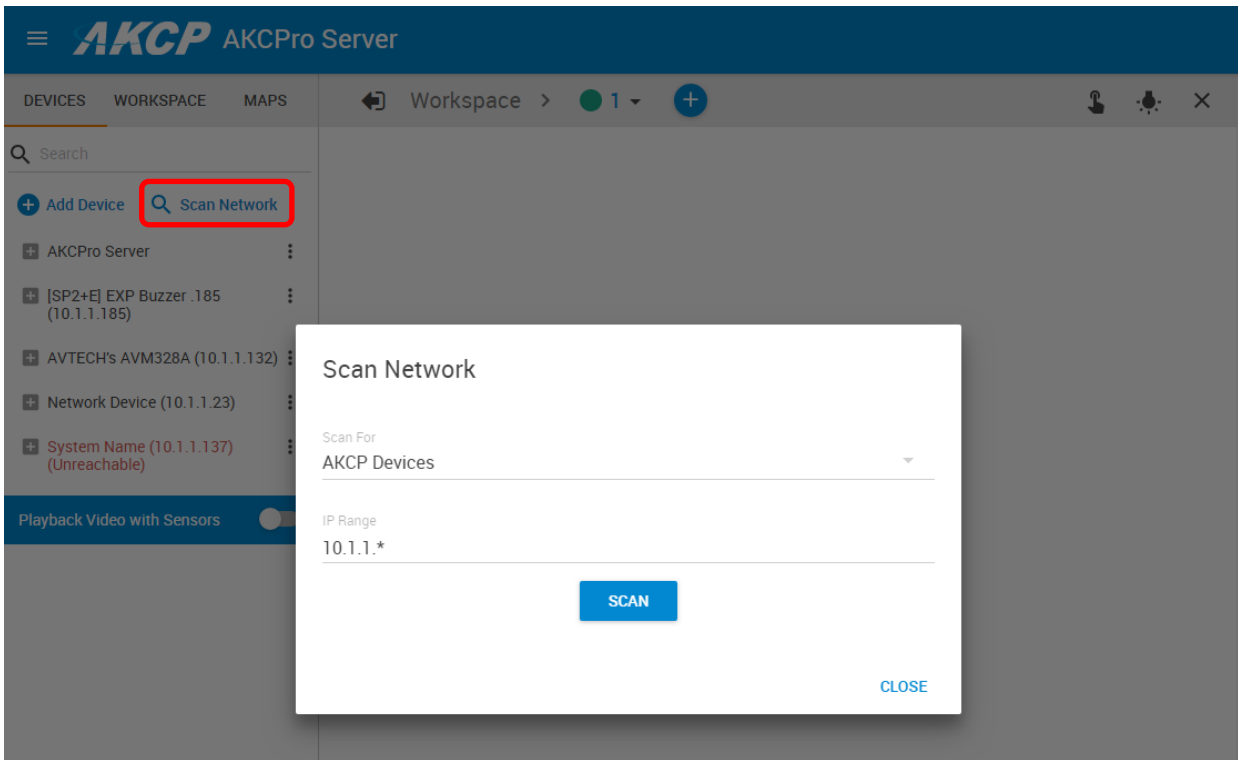 AKCP AKCPro Server
DEVICES WORKSPACE MAPS
Workspace > 1
Search
Add Device Scan Network
AKCPro Server
[SP2+E] EXP Buzzer .185
(10.1.1.185)
AVTECH's AVM328A (10.1.1.132)
Network Device (10.1.1.23)
System Name (10.1.1.137)
(Unreachable)
Playback Video with Sensors
Scan Network
Scan For
AKCP Devices
IP Range
10.1.1.*
SCAN
CLOSE